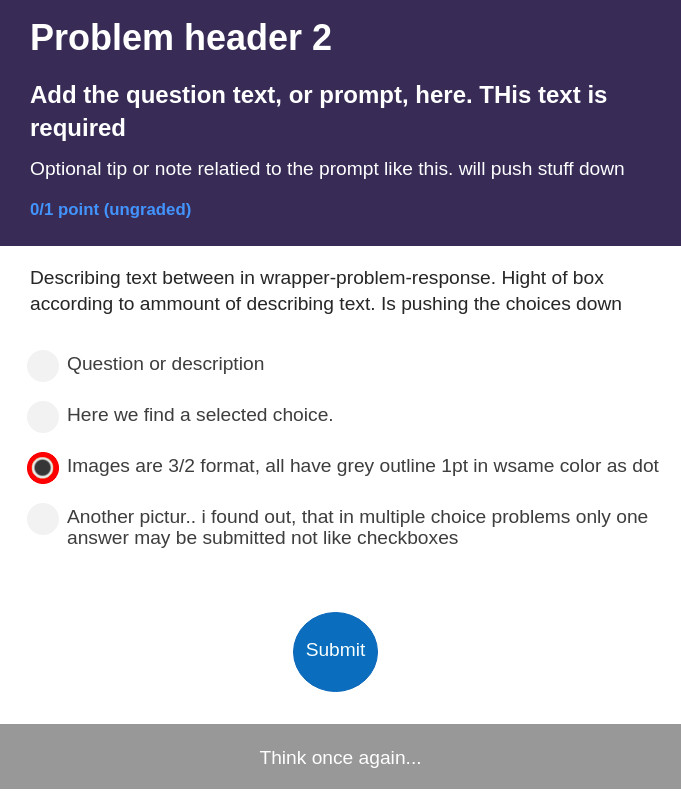 Problem header 2
Add the question text, or prompt, here. THis text is
required
Optional tip or note relatied to the prompt like this. will push stuff down
0/1 point (ungraded)
Describing text between in wrapper-problem-response. Hight of box
according to ammount of describing text. Is pushing the choices down
Question or description
Here we find a selected choice.
Images are 3/2 format, all have grey outline 1pt in wsame color as dot
Another pictur.. i found out, that in multiple choice problems only one
answer may be submitted not like checkboxes
Submit
Think once again...